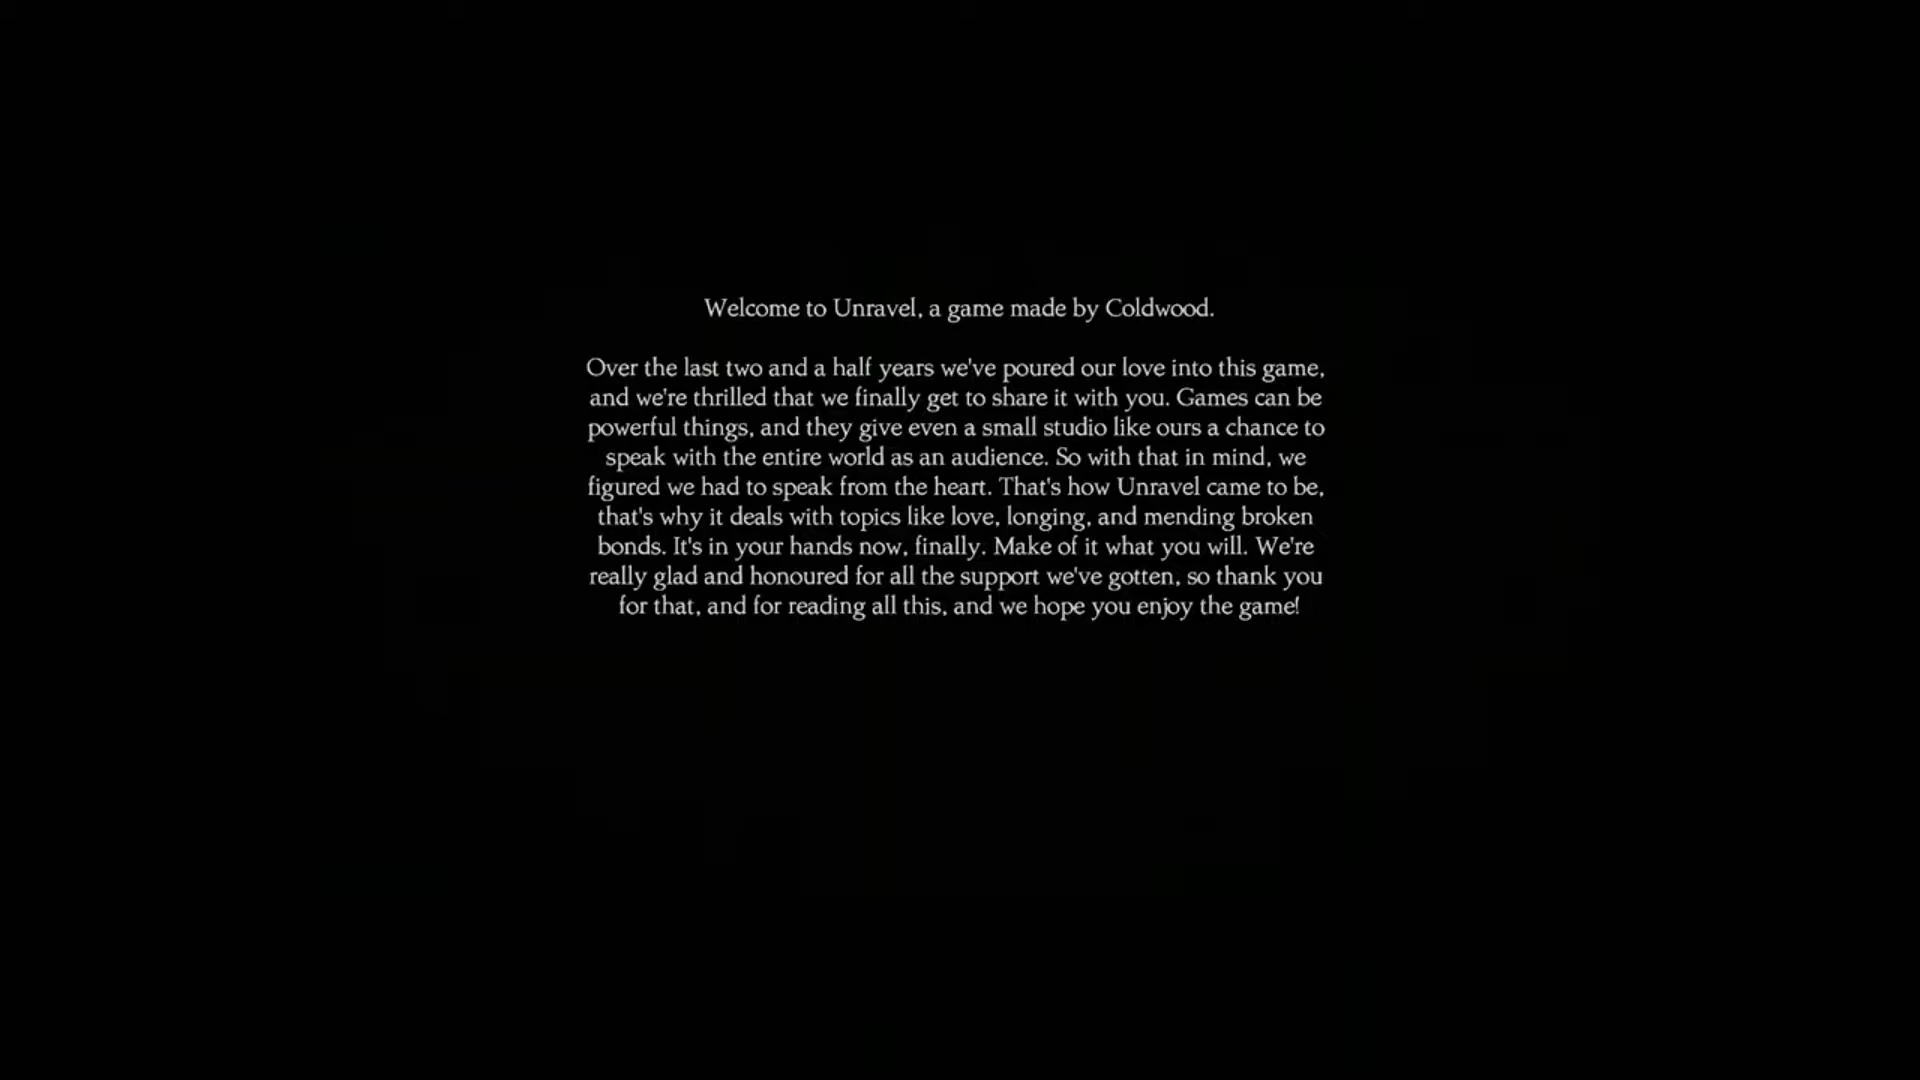 Welcome to Unravel, a game made by Coldwood.
Over the last two and a half years we've poured our love into this game,
and we're thrilled that we finally get to share it with you. Games can be
powerful things, and they give even a small studio like ours a chance to
speak with the entire world as an audience. So with that in mind, we
figured we had to speak from the heart. That's how Unravel came to be,
that's why it deals with topics like love, longing, and mending broken
bonds. It's in your hands now, finally. Make of it what you will. We're
really glad and honoured for all the support we've gotten, so thank you
for that, and for reading all this, and we hope you enjoy the game!